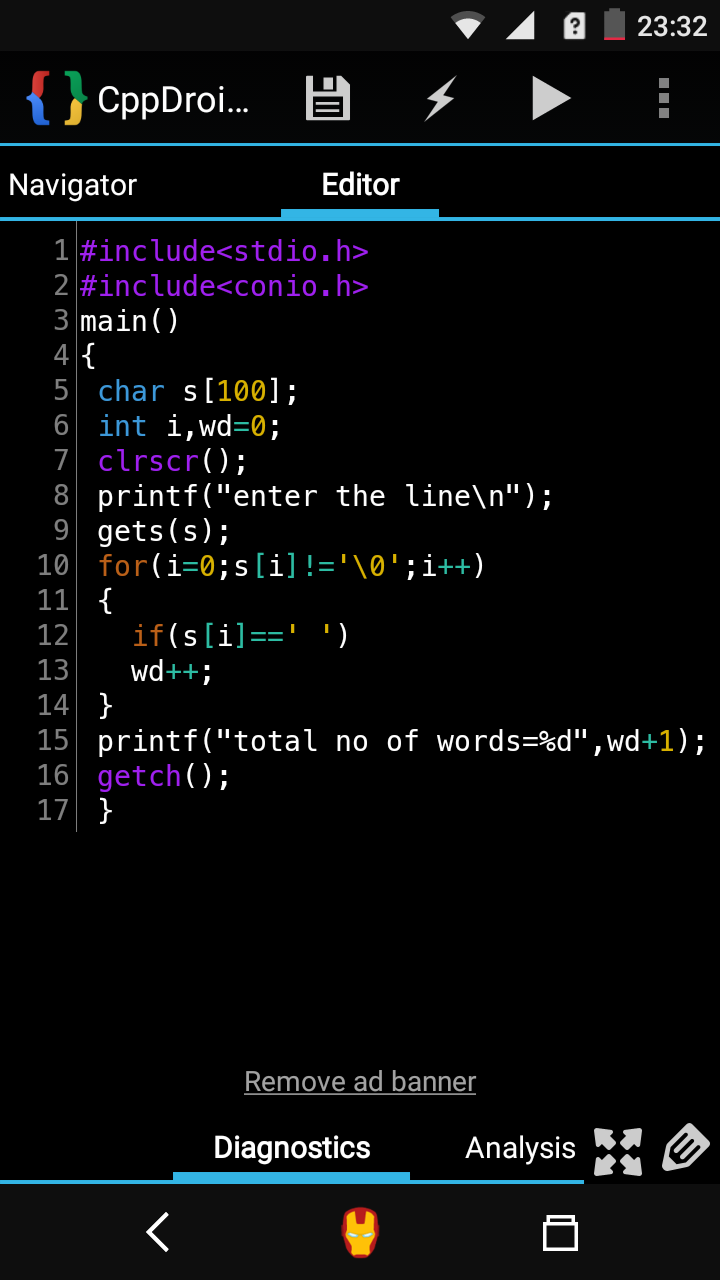 23:32
CppDroi...
Navigator Editor
1 #include<stdio.h>
2 #include<conio.h>
3 main()
4 {
5 char s[100];
6 int i,wd=0;
7 clrscr();
8 printf("enter the line\n");
9 gets(s);
10 for(i=0;s[i]!='\0';i++)
11 {
12 if(s[i]==' ')
13 wd++;
14 }
15 printf("total no of words=%d",wd+1);
16 getch();
17 }
Remove ad banner
Diagnostics Analysis